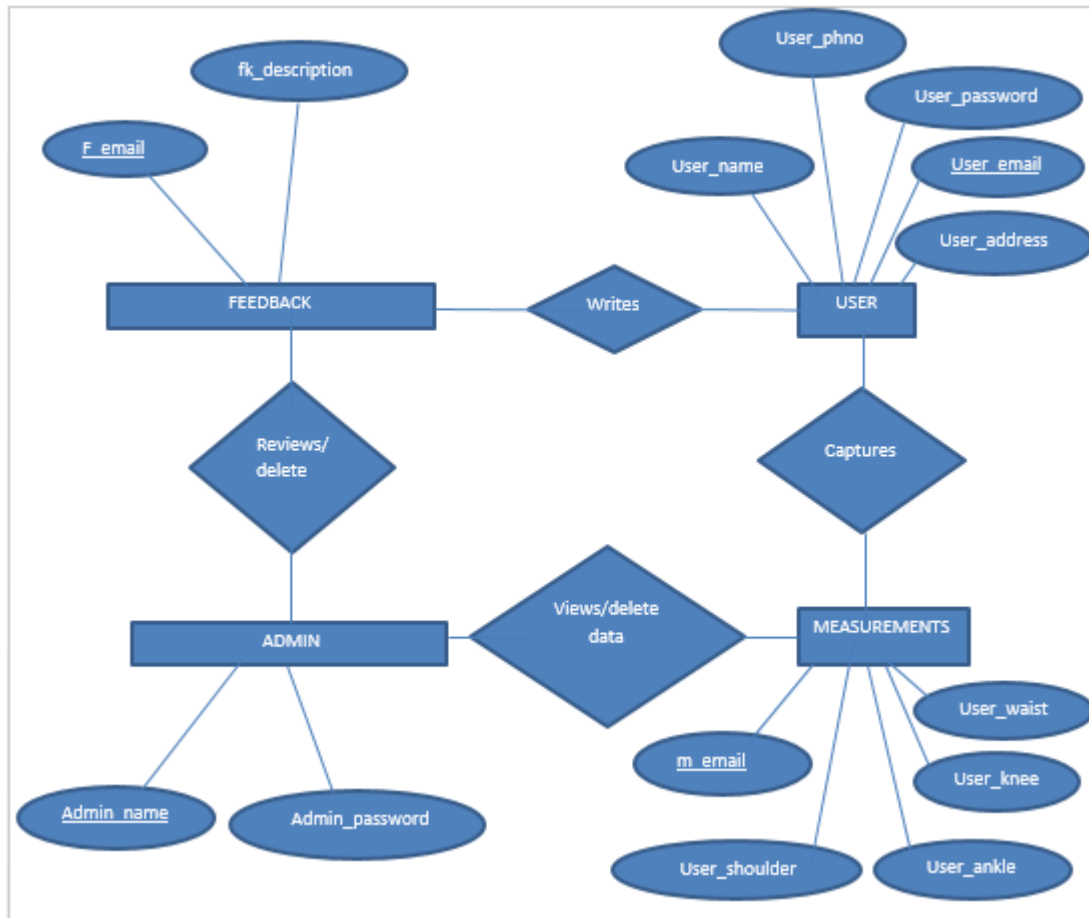 User_phno
fk_description
User_password
F_email
User_name
User_email
User_address
FEEDBACK
Writes
USER
Reviews/
delete
Captures
Views/delete
data
MEASUREMENTS
ADMIN
User_waist
m_email
User_knee
Admin_name
Admin_password
User_shoulder
User_ankle